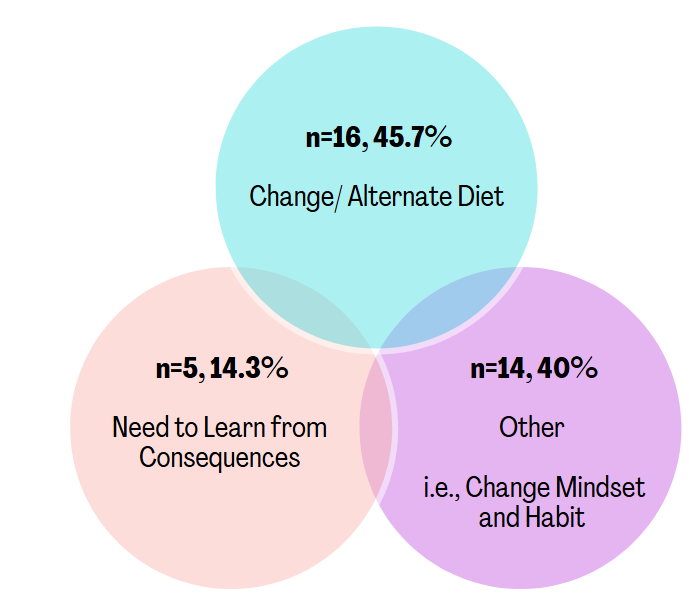 n=16, 45.7%
Change/ Alternate Diet
n=5, 14.3%
Need to Learn from
Consequences
n=14, 40%
Other
i.e., Change Mindset
and Habit